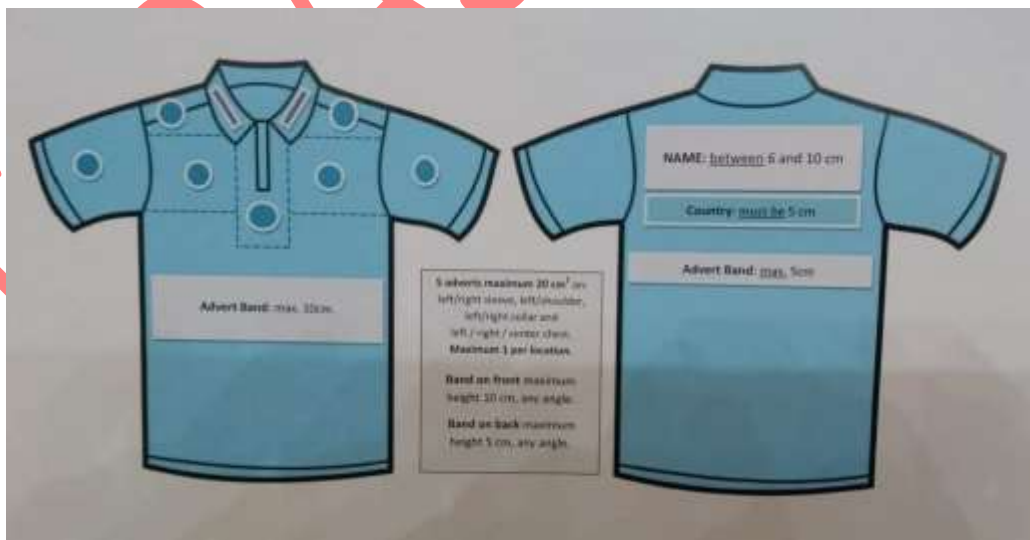 Advert Band: max. 10cm.
5 adverts maximum 20 cm² on
left/right sleeve, left/shoulder,
left/right collar and
left / right / center chest.
Maximum 1 per location.
Band on front maximum
height 10 cm, any angle.
Band on back maximum
height 5 cm, any angle.
NAME: between 6 and 10 cm
Country: must be 5 cm
Advert Band: max. 5cm